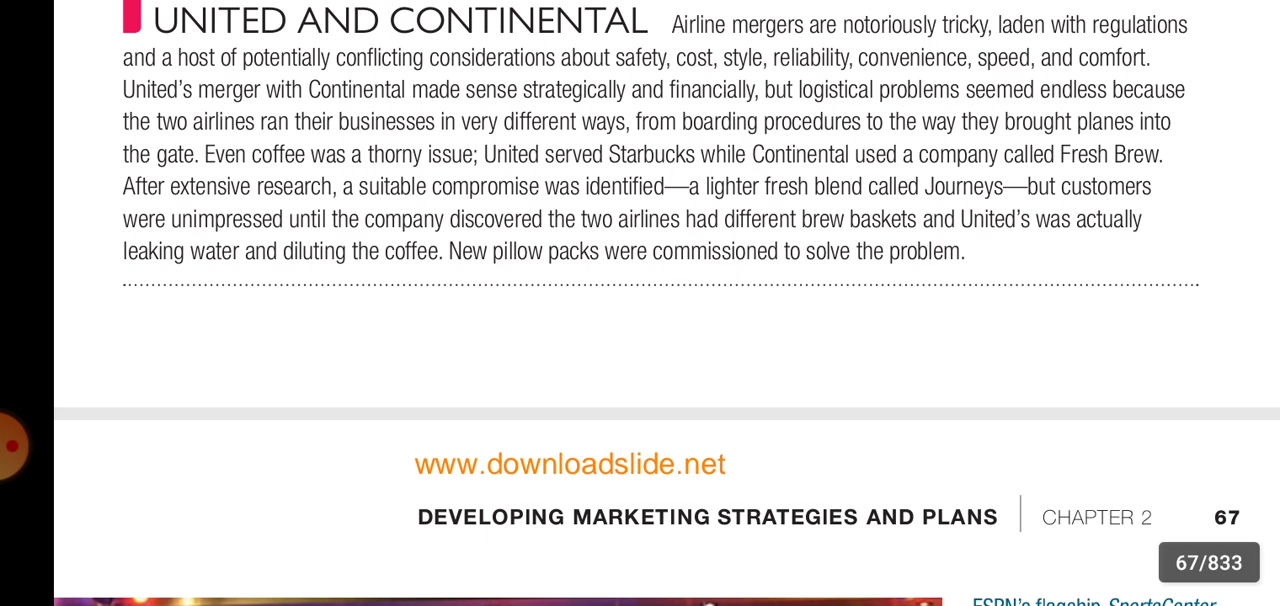 UNITED AND CONTINENTAL Airline mergers are notoriously tricky, laden with regulations
and a host of potentially conflicting considerations about safety, cost, style, reliability, convenience, speed, and comfort.
United's merger with Continental made sense strategically and financially, but logistical problems seemed endless because
the two airlines ran their businesses in very different ways, from boarding procedures to the way they brought planes into
the gate. Even coffee was a thorny issue; United served Starbucks while Continental used a company called Fresh Brew.
After extensive research, a suitable compromise was identified—a lighter fresh blend called Journeys—but customers
were unimpressed until the company discovered the two airlines had different brew baskets and United's was actually
leaking water and diluting the coffee. New pillow packs were commissioned to solve the problem.
www.downloadslide.net
DEVELOPING MARKETING STRATEGIES AND PLANS | CHAPTER 2 67
67/833
ESPN's flagship SportsCenter